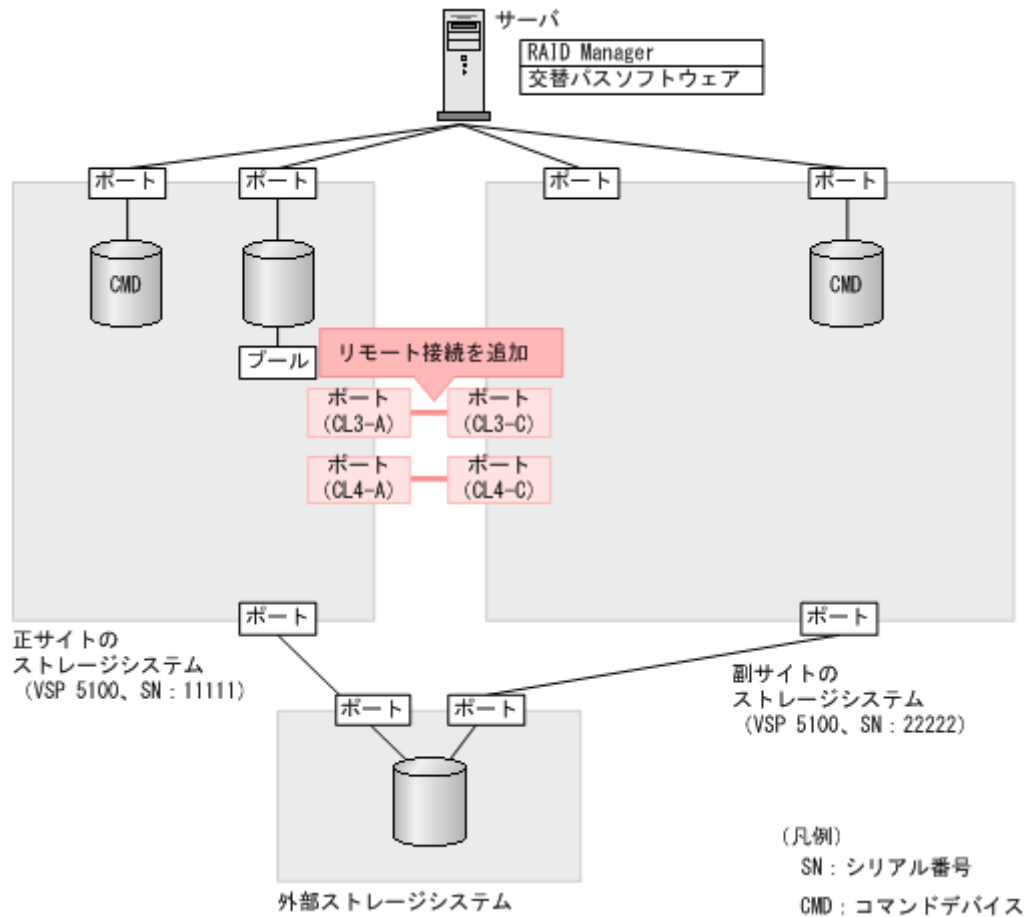 サーバ
RAID Manager
交替パスソフトウェア
ポート
ポート
ポート
ポート
CMD
CMD
プール
リモート接続を追加
ポート
(CL3-A)
ポート
(CL3-C)
ポート
(CL4-A)
ポート
(CL4-C)
ポート
ポート
正サイトの
ストレージシステム
(VSP 5100、SN：11111)
副サイトの
ストレージシステム
(VSP 5100、SN：22222)
ポート
ポート
外部ストレージシステム
(凡例)
SN：シリアル番号
CMD：コマンドデバイス